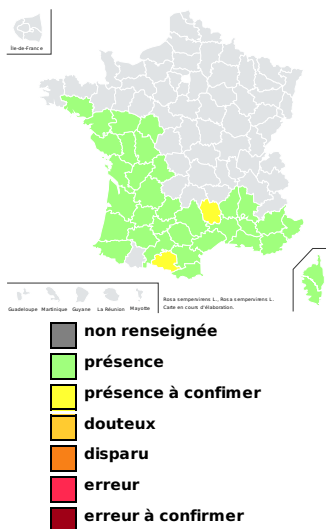 Île-de-France
Guadeloupe Martinique Guyane La Réunion Mayotte
Rosa sempervirens L., Rosa sempervirens L.
Carte en cours d'élaboration.
non renseignée
présence
présence à confimer
douteux
disparu
erreur
erreur à confirmer